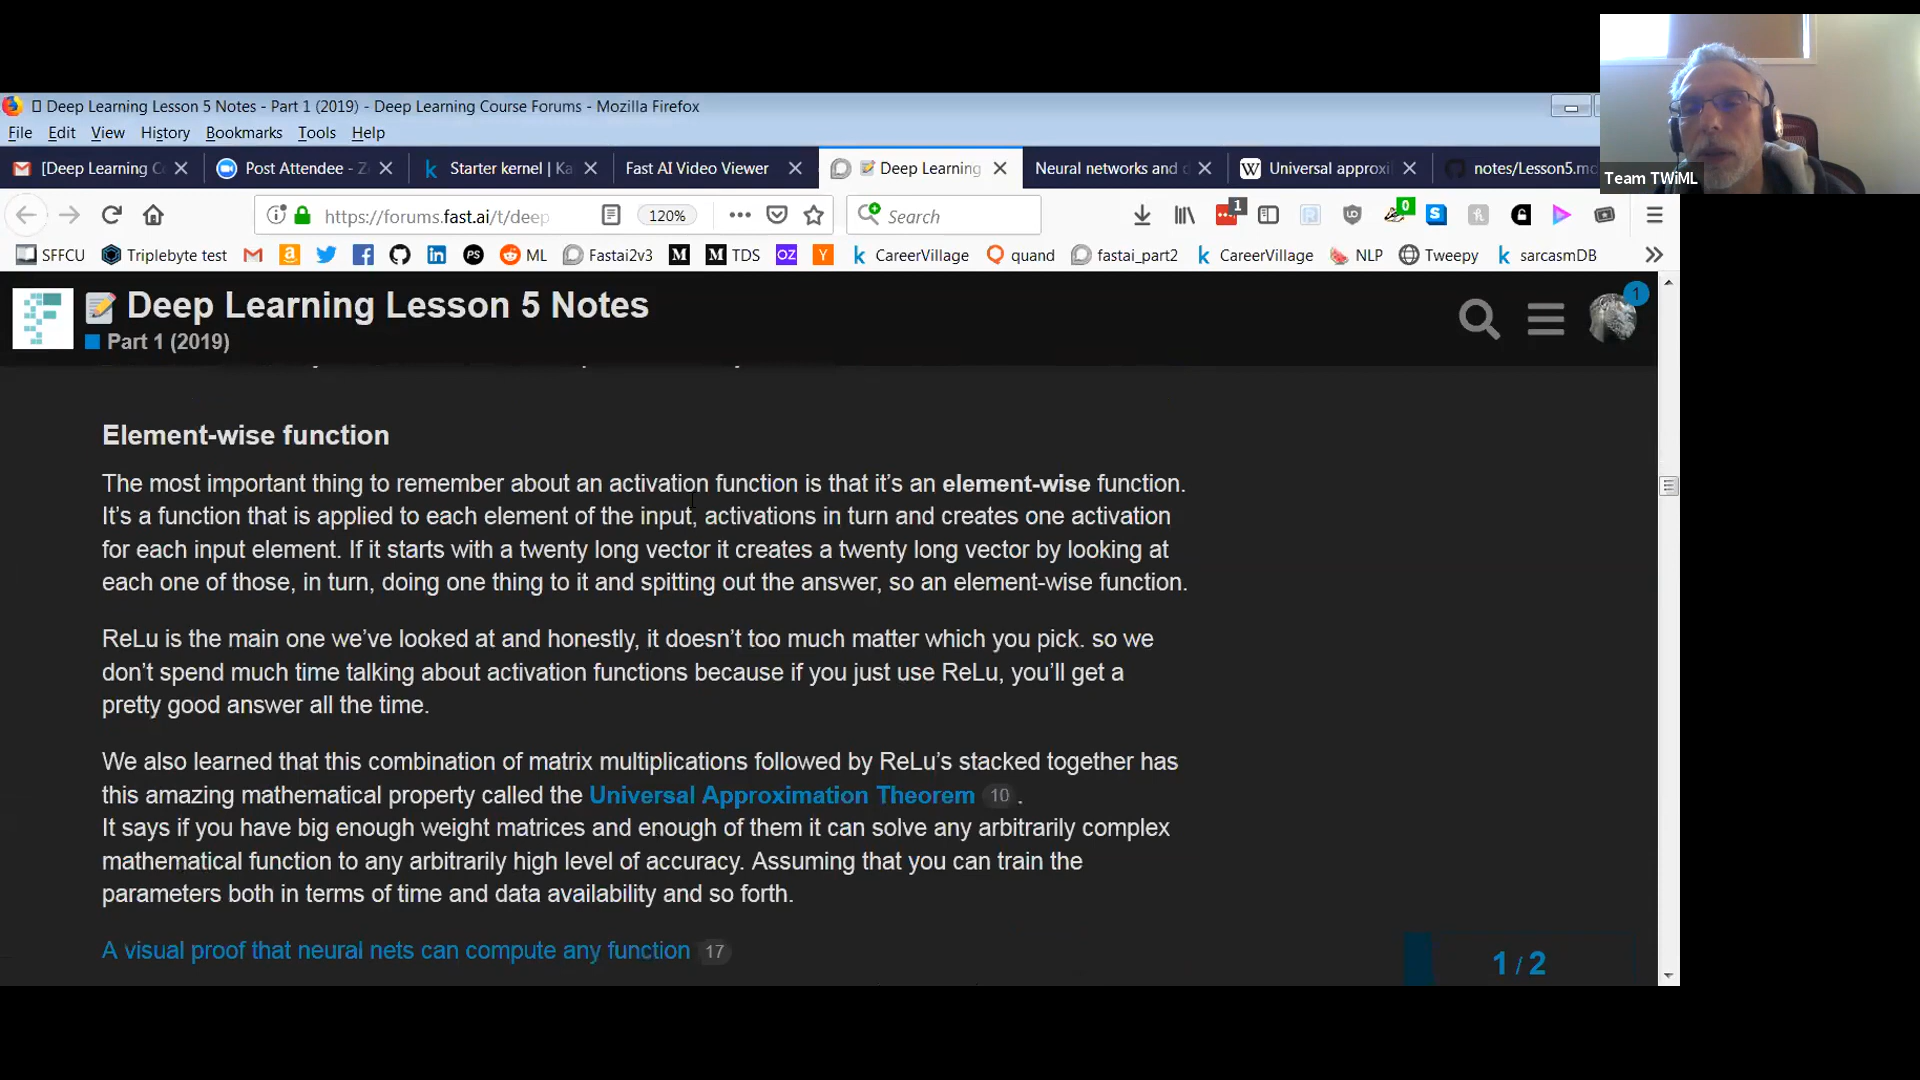 Deep Learning Lesson 5 Notes - Part 1 (2019) - Deep Learning Course Forums - Mozilla Firefox
File Edit View History Bookmarks Tools Help
[Deep Learning C
Post Attendee - Z
Starter kernel | Ka
Fast AI Video Viewer
Deep Learning
Neural networks and d
Universal approxi
notes/Lesson5.m
Team TWiML
https://forums.fast.ai/t/deep
120%
Search
1
0
SFFCU Triplebyte test ML Fastai2v3 M M TDS OZ Y CareerVillage quand fastai_part2 CareerVillage NLP Tweepy sarcasmDB
Deep Learning Lesson 5 Notes
Part 1 (2019)
1
Element-wise function
The most important thing to remember about an activation function is that it's an element-wise function.
It's a function that is applied to each element of the input, activations in turn and creates one activation
for each input element. If it starts with a twenty long vector it creates a twenty long vector by looking at
each one of those, in turn, doing one thing to it and spitting out the answer, so an element-wise function.
ReLu is the main one we've looked at and honestly, it doesn't too much matter which you pick. so we
don't spend much time talking about activation functions because if you just use ReLu, you'll get a
pretty good answer all the time.
We also learned that this combination of matrix multiplications followed by ReLu's stacked together has
this amazing mathematical property called the Universal Approximation Theorem 10 .
It says if you have big enough weight matrices and enough of them it can solve any arbitrarily complex
mathematical function to any arbitrarily high level of accuracy. Assuming that you can train the
parameters both in terms of time and data availability and so forth.
A visual proof that neural nets can compute any function 17
1 / 2